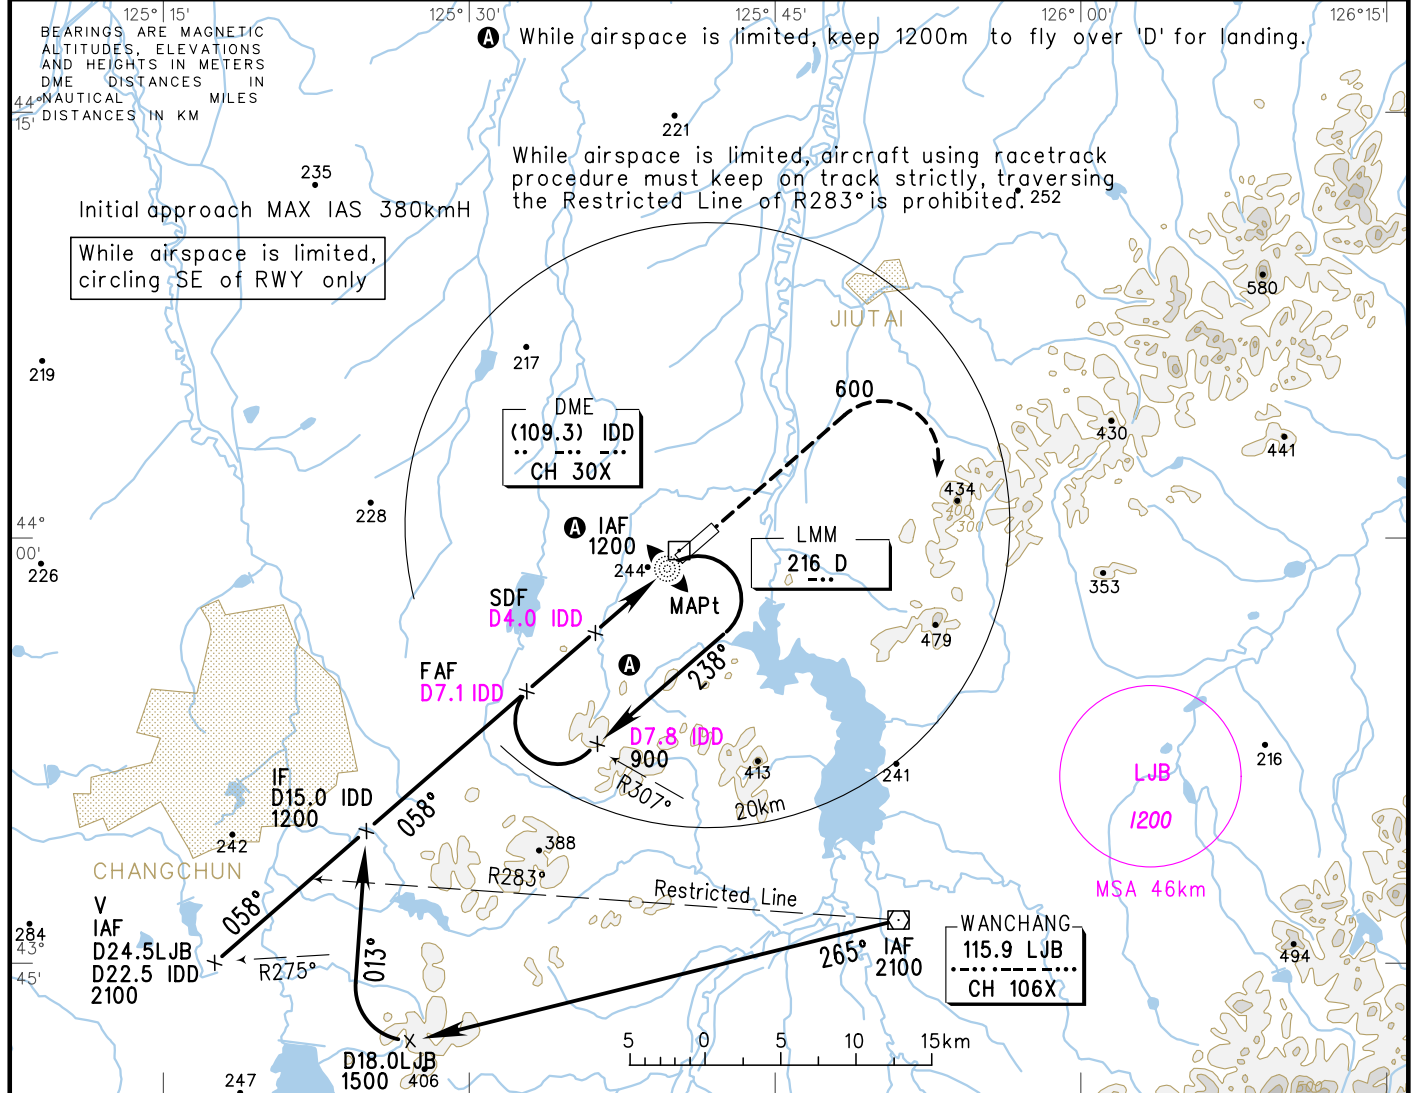 125°15'
125°30'
125°45'
126°00'
126°15'
BEARINGS ARE MAGNETIC
ALTITUDES, ELEVATIONS
AND HEIGHTS IN METERS
DME DISTANCES IN
NAUTICAL MILES
DISTANCES IN KM
44°
15'
A While airspace is limited, keep 1200m to fly over 'D' for landing.
221
While airspace is limited, aircraft using racetrack
procedure must keep on track strictly, traversing
the Restricted Line of R283° is prohibited.
252
235
Initial approach MAX IAS 380kmH
While airspace is limited,
circling SE of RWY only
580
JIUTAI
219
217
600
DME
(109.3) IDD
CH 30X
430
441
434
400
300
228
44°
00'
226
A IAF
1200
244
LMM
216 D
353
MAPt
SDF
D4.0 IDD
479
A
238°
FAF
D7.1 IDD
D7.8 IDD
900
R307°
413
241
216
LJB
1200
MSA 46km
20km
IF
D15.0 IDD
1200
058°
242
388
CHANGCHUN
R283°
Restricted Line
V
IAF
D24.5LJB
D22.5 IDD
2100
058°
284
43°
45'
R275°
013°
265°
IAF
2100
WANCHANG
115.9 LJB
CH 106X
494
D18.0LJB
1500
406
247
5 0 5 10 15km
500